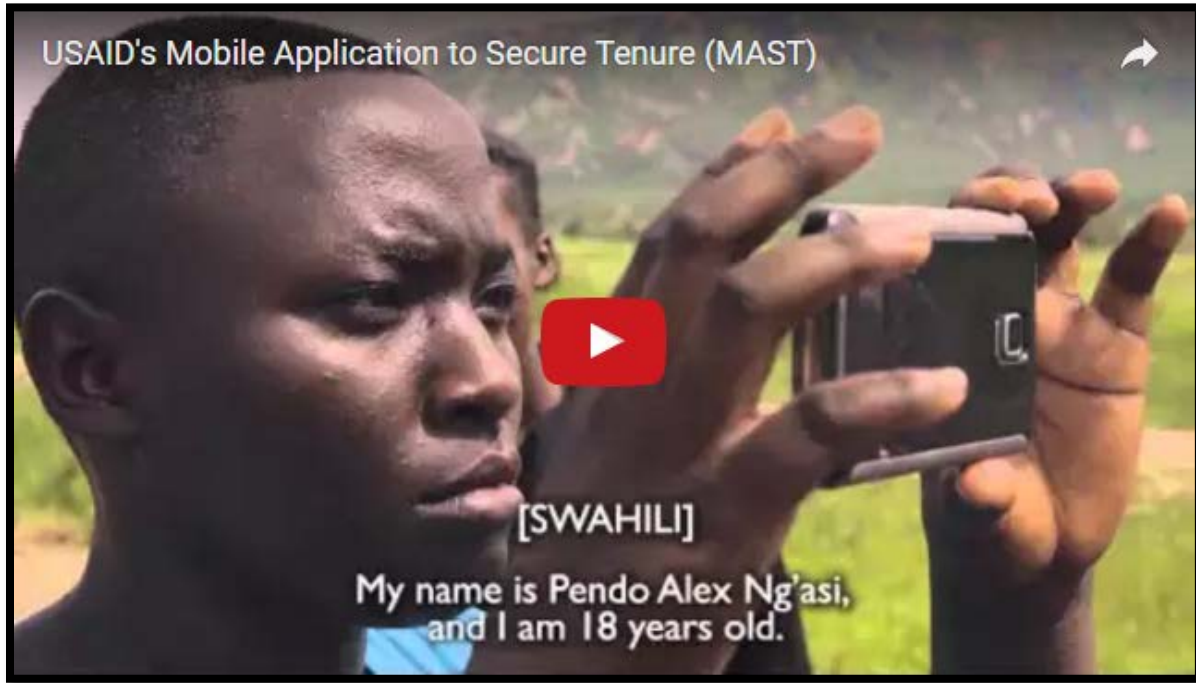 USAID's Mobile Application to Secure Tenure (MAST)
[SWAHILI]
My name is Pendo Alex Ng'asi,
and I am 18 years old.